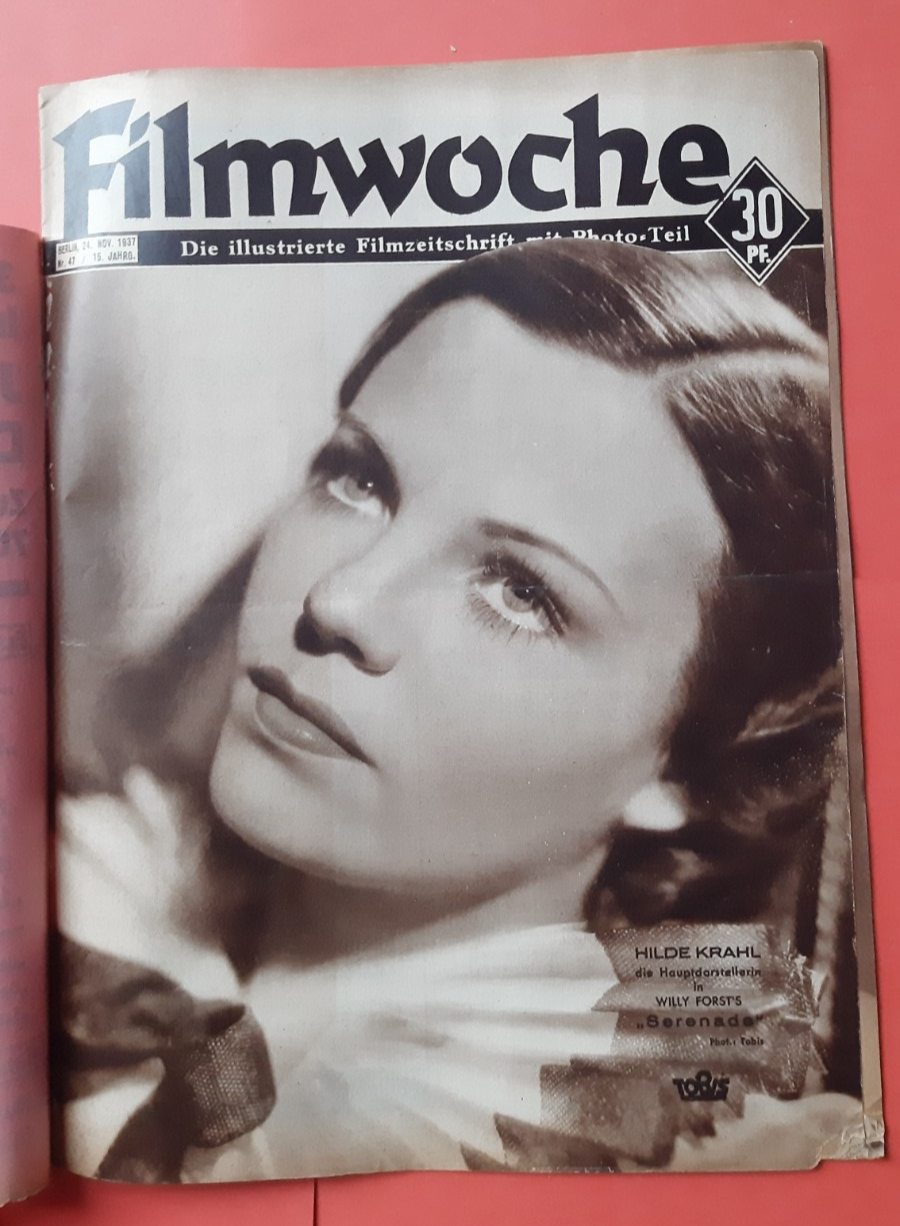 Filmwoche
30
PF.
BERLIN, 24. NOV. 1937
Nr. 47 / 15. JAHRG.
Die illustrierte Filmzeitschrift mit Photo-Teil
HILDE KRAHL
die Hauptdarstellerin
in
WILLY FORST'S
„Serenade"
Phot.: Tobis
TOBIS